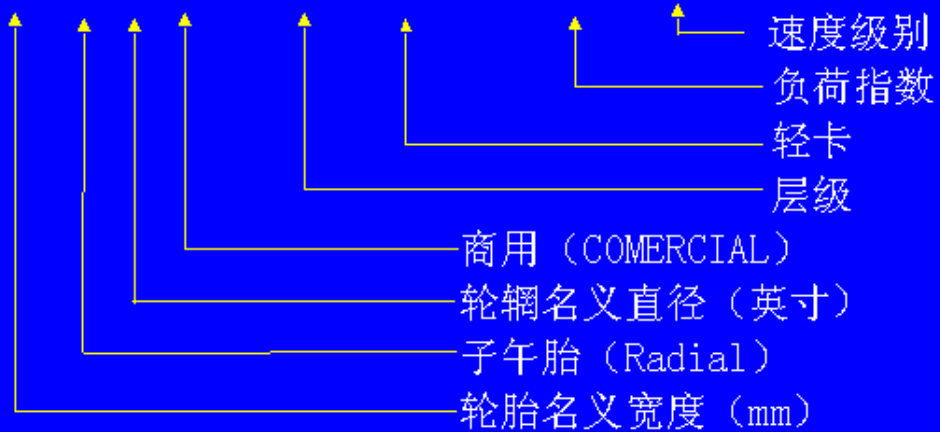 速度级别
负荷指数
轻卡
层级
商用（COMERCIAL）
轮辋名义直径（英寸）
子午胎（Radial）
轮胎名义宽度（mm）